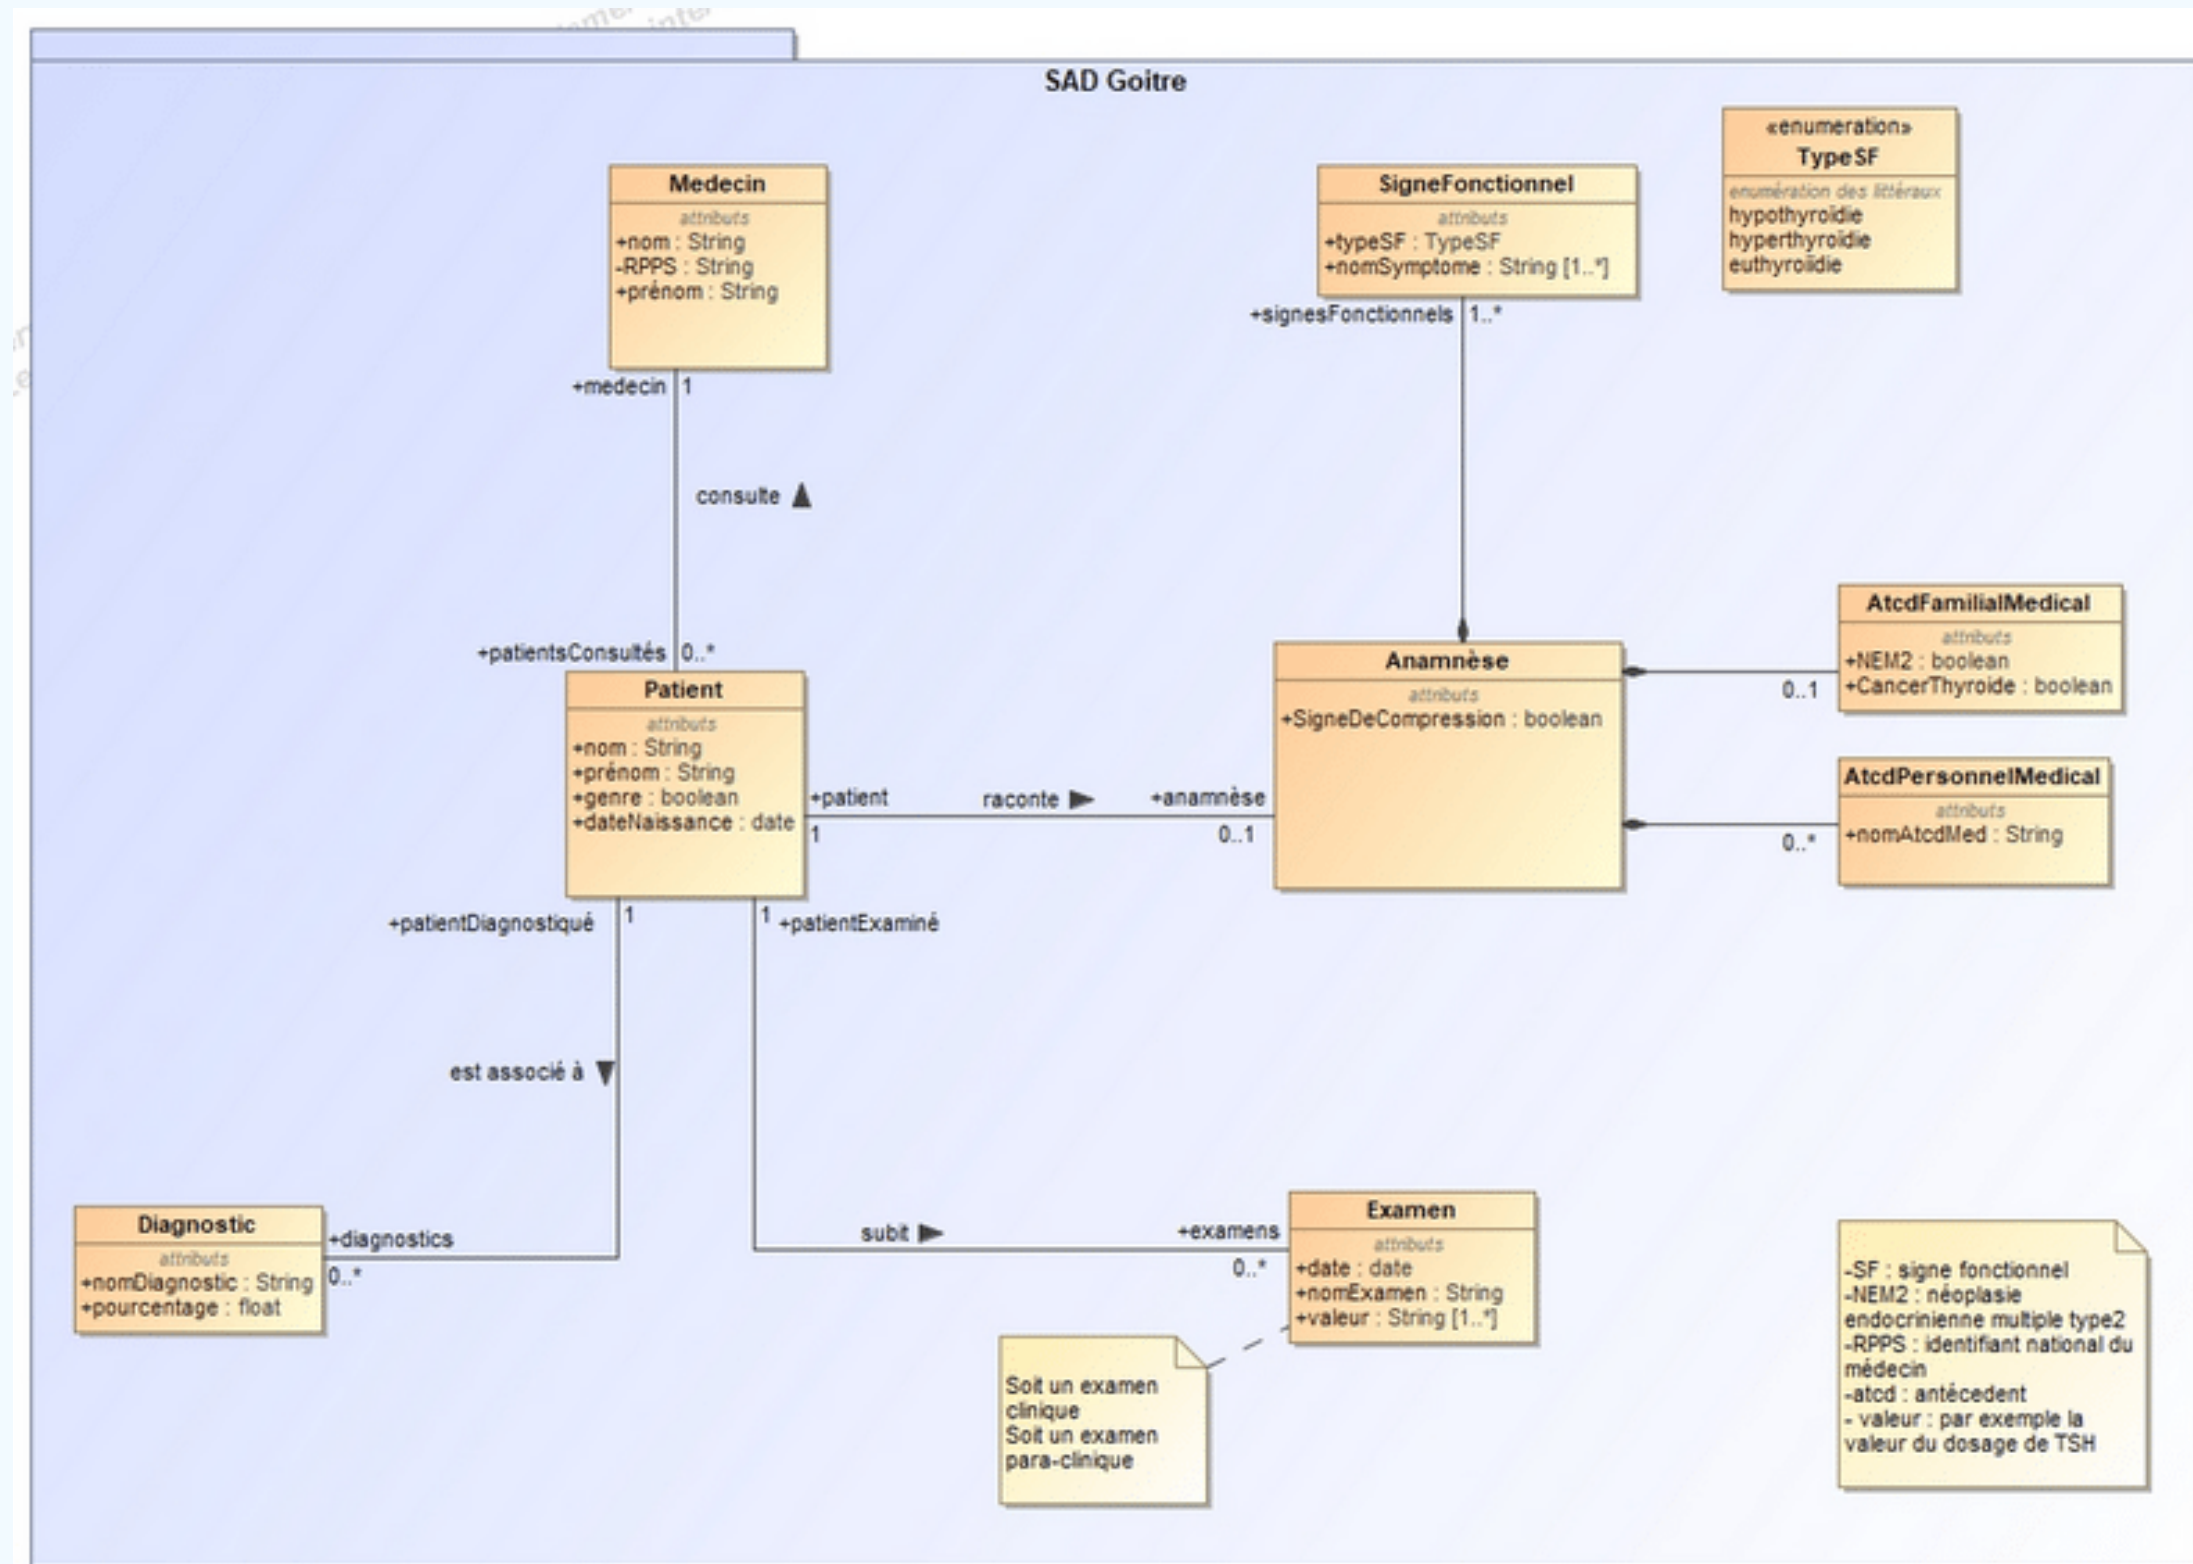 SAD Goitre
«enumeration»
TypeSF
enumération des littéraux
hypothyroïdie
hyperthyroïdie
euthyroïidie
Medecin
attributs
+nom : String
-RPPS : String
+prénom : String
SigneFonctionnel
attributs
+typeSF : TypeSF
+nomSymptome : String [1..*]
+signesFonctionnels 1..*
+medecin 1
consulte
+patientsConsultés 0..*
Patient
attributs
+nom : String
+prénom : String
+genre : boolean
+dateNaissance : date
+patient
1
raconte
+anamnèse
0..1
Anamnèse
attributs
+SigneDeCompression : boolean
AtcdFamilialMedical
attributs
+NEM2 : boolean
+CancerThyroide : boolean
0..1
AtcdPersonnelMedical
attributs
+nomAtcdMed : String
0..*
+patientDiagnostiqué 1
1 +patientExaminé
est associé à
Diagnostic
attributs
+nomDiagnostic : String
+pourcentage : float
+diagnostics
0..*
subit
+examens
0..*
Examen
attributs
+date : date
+nomExamen : String
+valeur : String [1..*]
Soit un examen
clinique
Soit un examen
para-clinique
-SF : signe fonctionnel
-NEM2 : néoplasie
endocrinienne multiple type2
-RPPS : identifiant national du
médecin
-atcd : antécedent
- valeur : par exemple la
valeur du dosage de TSH